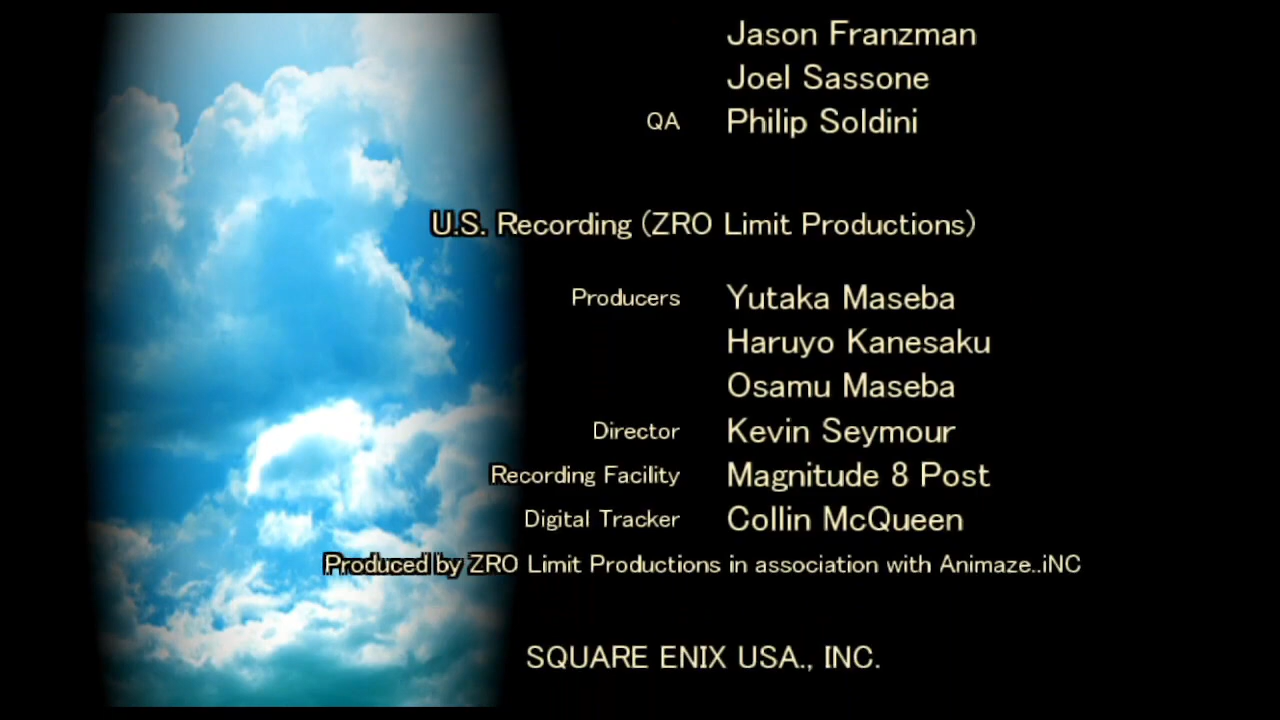 Jason Franzman
Joel Sassone
QA Philip Soldini
U.S. Recording (ZRO Limit Productions)
Producers Yutaka Maseba
Haruyo Kanesaku
Osamu Maseba
Director Kevin Seymour
Recording Facility Magnitude 8 Post
Digital Tracker Collin McQueen
Produced by ZRO Limit Productions in association with Animaze..iNC
SQUARE ENIX USA., INC.